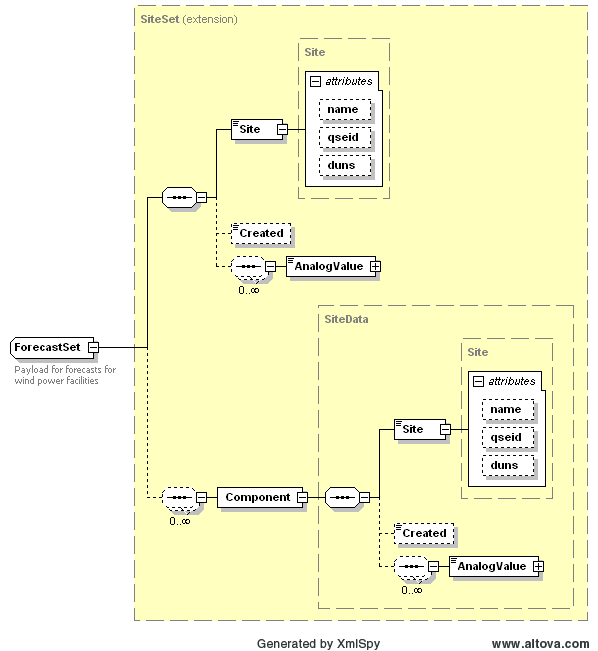 SiteSet (extension)
Site
attributes
name
qseid
duns
Site
Created
0..∞
AnalogValue
ForecastSet
Payload for forecasts for
wind power facilities
SiteData
Site
attributes
name
qseid
duns
Site
0..∞
Component
Created
0..∞
AnalogValue
Generated by XmlSpy
www.altova.com